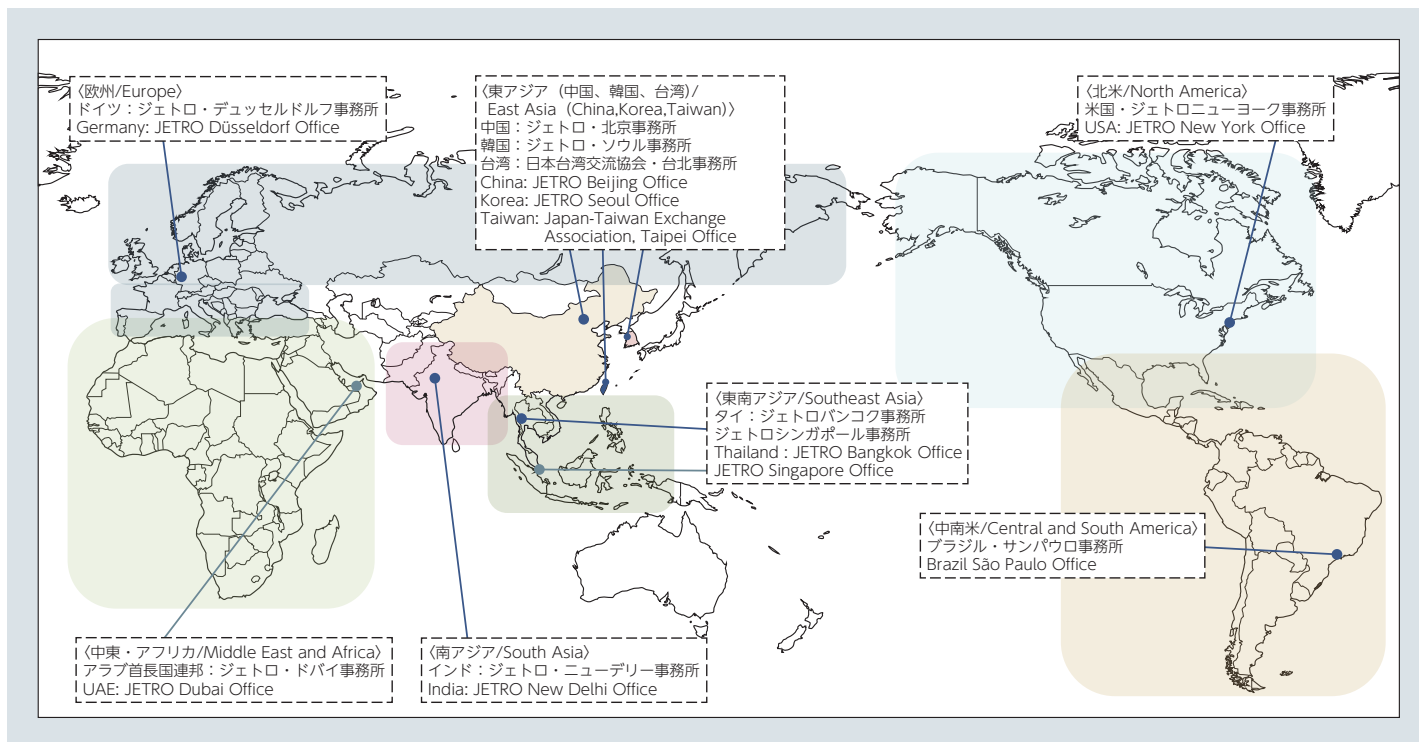 〈欧州/Europe〉
ドイツ：ジェトロ・デュッセルドルフ事務所
Germany: JETRO Düsseldorf Office
〈東アジア（中国、韓国、台湾）/
East Asia（China,Korea,Taiwan）〉
中国：ジェトロ・北京事務所
韓国：ジェトロ・ソウル事務所
台湾：日本台湾交流協会・台北事務所
China: JETRO Beijing Office
Korea: JETRO Seoul Office
Taiwan: Japan-Taiwan Exchange
Association, Taipei Office
〈北米/North America〉
米国・ジェトロニューヨーク事務所
USA: JETRO New York Office
〈東南アジア/Southeast Asia〉
タイ：ジェトロバンコク事務所
ジェトロシンガポール事務所
Thailand : JETRO Bangkok Office
JETRO Singapore Office
〈中南米/Central and South America〉
ブラジル・サンパウロ事務所
Brazil São Paulo Office
〈中東・アフリカ/Middle East and Africa〉
アラブ首長国連邦：ジェトロ・ドバイ事務所
UAE: JETRO Dubai Office
〈南アジア/South Asia〉
インド：ジェトロ・ニューデリー事務所
India: JETRO New Delhi Office